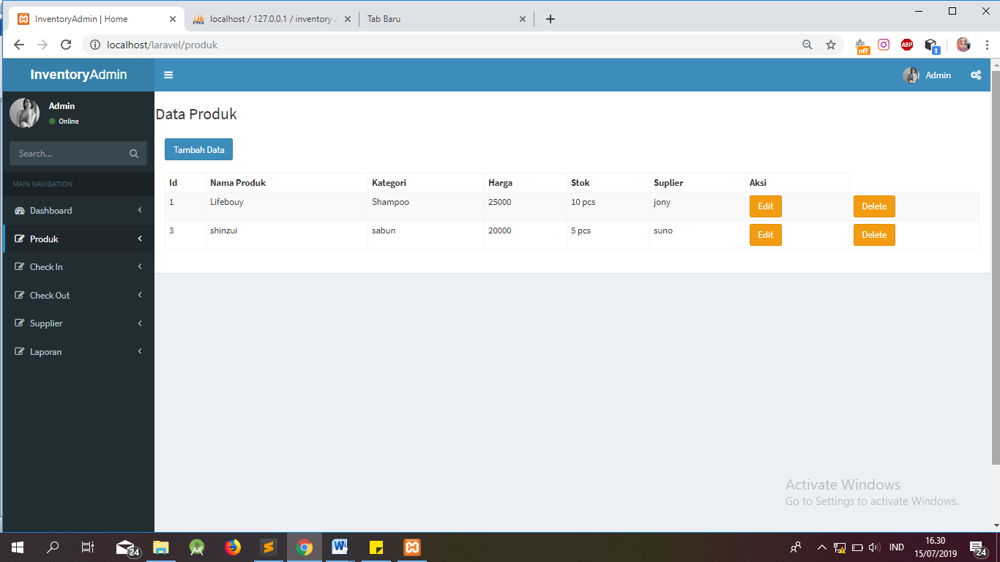 InventoryAdmin | Home
localhost / 127.0.0.1 / inventory /
Tab Baru
localhost/laravel/produk
off
ABP
1
InventoryAdmin
Admin
Admin
Online
Search...
MAIN NAVIGATION
Dashboard
Produk
Check In
Check Out
Supplier
Laporan
Data Produk
Tambah Data
Id Nama Produk Kategori Harga Stok Suplier Aksi
1 Lifebouy Shampoo 25000 10 pcs jony Edit Delete
3 shinzui sabun 20000 5 pcs suno Edit Delete
Activate Windows
Go to Settings to activate Windows.
24
IND
16.30
15/07/2019
24